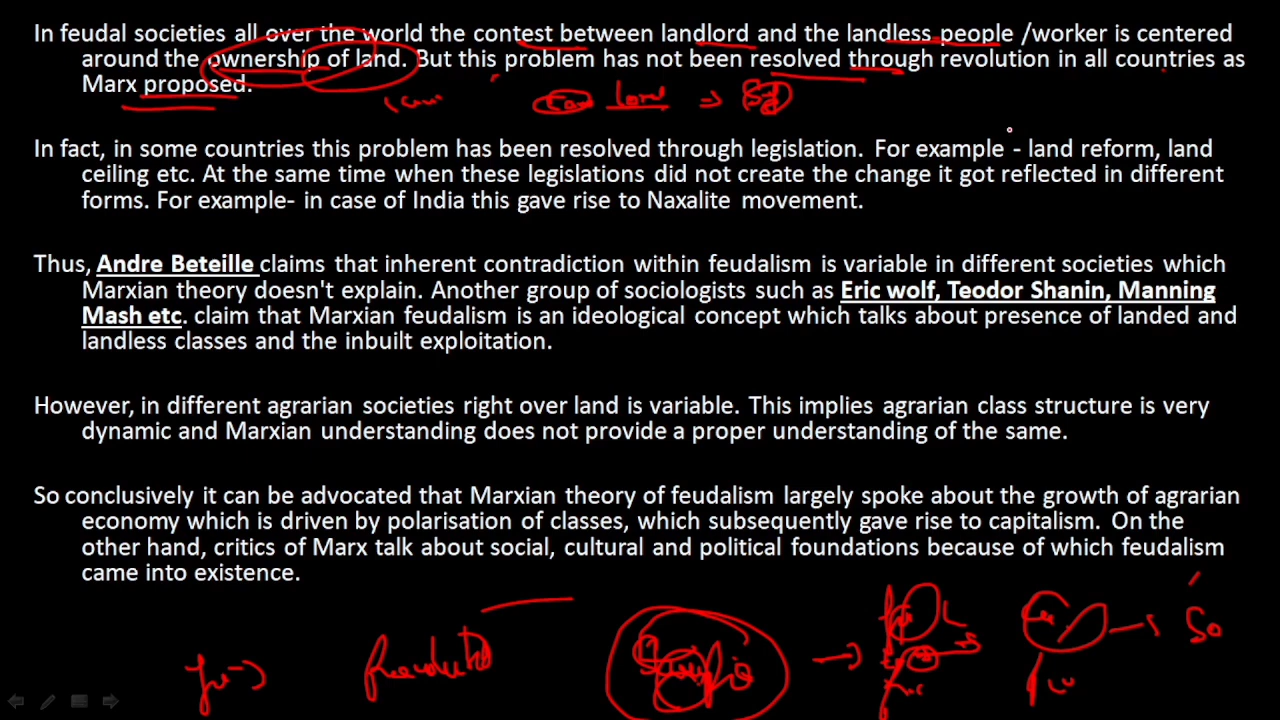 In feudal societies all over the world the contest between landlord and the landless people /worker is centered
around the ownership of land. But this problem has not been resolved through revolution in all countries as
Marx proposed.
lord
In fact, in some countries this problem has been resolved through legislation. For example - land reform, land
ceiling etc. At the same time when these legislations did not create the change it got reflected in different
forms. For example- in case of India this gave rise to Naxalite movement.
Thus, Andre Beteille claims that inherent contradiction within feudalism is variable in different societies which
Marxian theory doesn't explain. Another group of sociologists such as Eric wolf, Teodor Shanin, Manning
Mash etc. claim that Marxian feudalism is an ideological concept which talks about presence of landed and
landless classes and the inbuilt exploitation.
However, in different agrarian societies right over land is variable. This implies agrarian class structure is very
dynamic and Marxian understanding does not provide a proper understanding of the same.
So conclusively it can be advocated that Marxian theory of feudalism largely spoke about the growth of agrarian
economy which is driven by polarisation of classes, which subsequently gave rise to capitalism. On the
other hand, critics of Marx talk about social, cultural and political foundations because of which feudalism
came into existence.
So